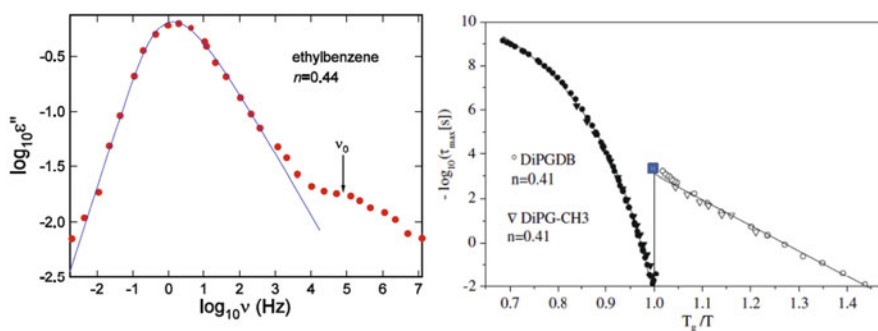 log₁₀ε"
-0.5
-1.0
-1.5
-2.0
-2.5
ethylbenzene
n=0.44
ν₀
-2 -1 0 1 2 3 4 5 6 7
log₁₀ν (Hz)
- log₁₀(τmax[s])
10
8
6
4
2
0
-2
○ DiPGDB
n=0.41
∇ DiPG-CH3
n=0.41
0.7 0.8 0.9 1.0 1.1 1.2 1.3 1.4
Tg/T